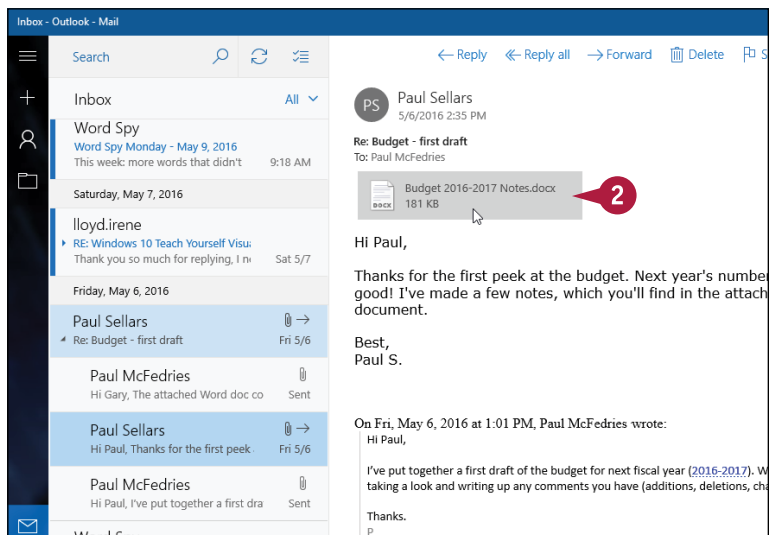 Inbox - Outlook - Mail
Search
Reply Reply all Forward Delete
Inbox All
Word Spy
Word Spy Monday - May 9, 2016
This week: more words that didn't 9:18 AM
Saturday, May 7, 2016
lloyd.irene
RE: Windows 10 Teach Yourself Visu
Thank you so much for replying, I n Sat 5/7
Friday, May 6, 2016
Paul Sellars
Re: Budget - first draft Fri 5/6
Paul McFedries
Hi Gary, The attached Word doc co Sent
Paul Sellars
Hi Paul, Thanks for the first peek Fri 5/6
Paul McFedries
Hi Paul, I've put together a first dra Sent
PS
Paul Sellars
5/6/2016 2:35 PM
Re: Budget - first draft
To: Paul McFedries
DOCX
Budget 2016-2017 Notes.docx
181 KB
2
Hi Paul,
Thanks for the first peek at the budget. Next year's number
good! I've made a few notes, which you'll find in the attach
document.
Best,
Paul S.
On Fri, May 6, 2016 at 1:01 PM, Paul McFedries wrote:
Hi Paul,
I've put together a first draft of the budget for next fiscal year (2016-2017). W
taking a look and writing up any comments you have (additions, deletions, cha
Thanks.
P